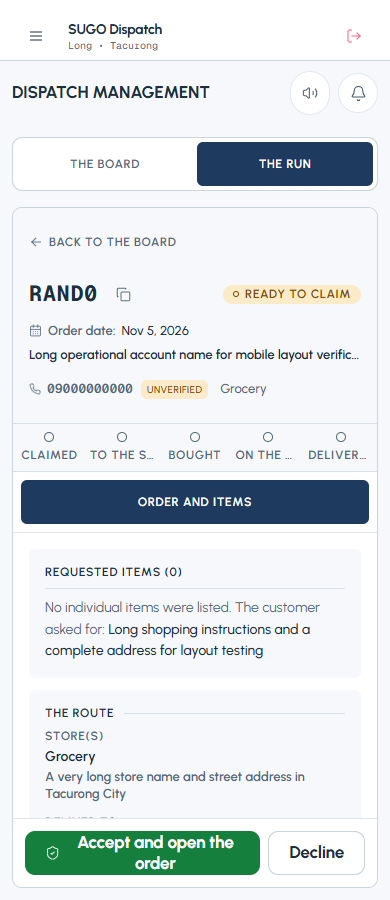 SUGO Dispatch
Long • Tacurong
DISPATCH MANAGEMENT
THE BOARD
THE RUN
BACK TO THE BOARD
RAND0
READY TO CLAIM
Order date: Nov 5, 2026
Long operational account name for mobile layout verific...
09000000000 UNVERIFIED Grocery
CLAIMED TO THE S... BOUGHT ON THE ... DELIVER...
ORDER AND ITEMS
REQUESTED ITEMS (0)
No individual items were listed. The customer
asked for: Long shopping instructions and a
complete address for layout testing
THE ROUTE
STORE(S)
Grocery
A very long store name and street address in
Tacurong City
Accept and open the
order
Decline